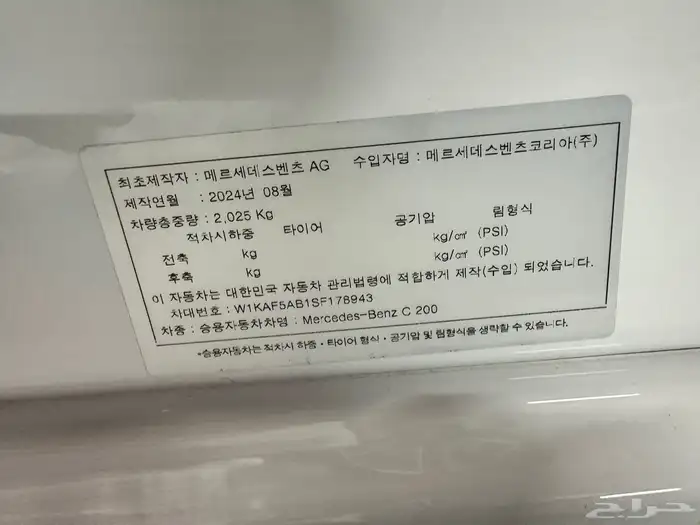 최초제작자 : 메르세데스벤츠 AG 수입자명 : 메르세데스벤츠코리아(주)
제작연월 : 2024년 08월
차량총중량 : 2,025 Kg
적차시하중 타이어 공기압 림형식
전축 kg kg/㎠ (PSI)
후축 kg kg/㎠ (PSI)
이 자동차는 대한민국 자동차 관리법령에 적합하게 제작(수입) 되었습니다.
차대번호 : W1KAF5AB1SF178943
차종 : 승용자동차차명 : Mercedes-Benz C 200
*승용자동차는 적차시 하중·타이어 형식·공기압 및 림형식을 생략할 수 있습니다.
حراج